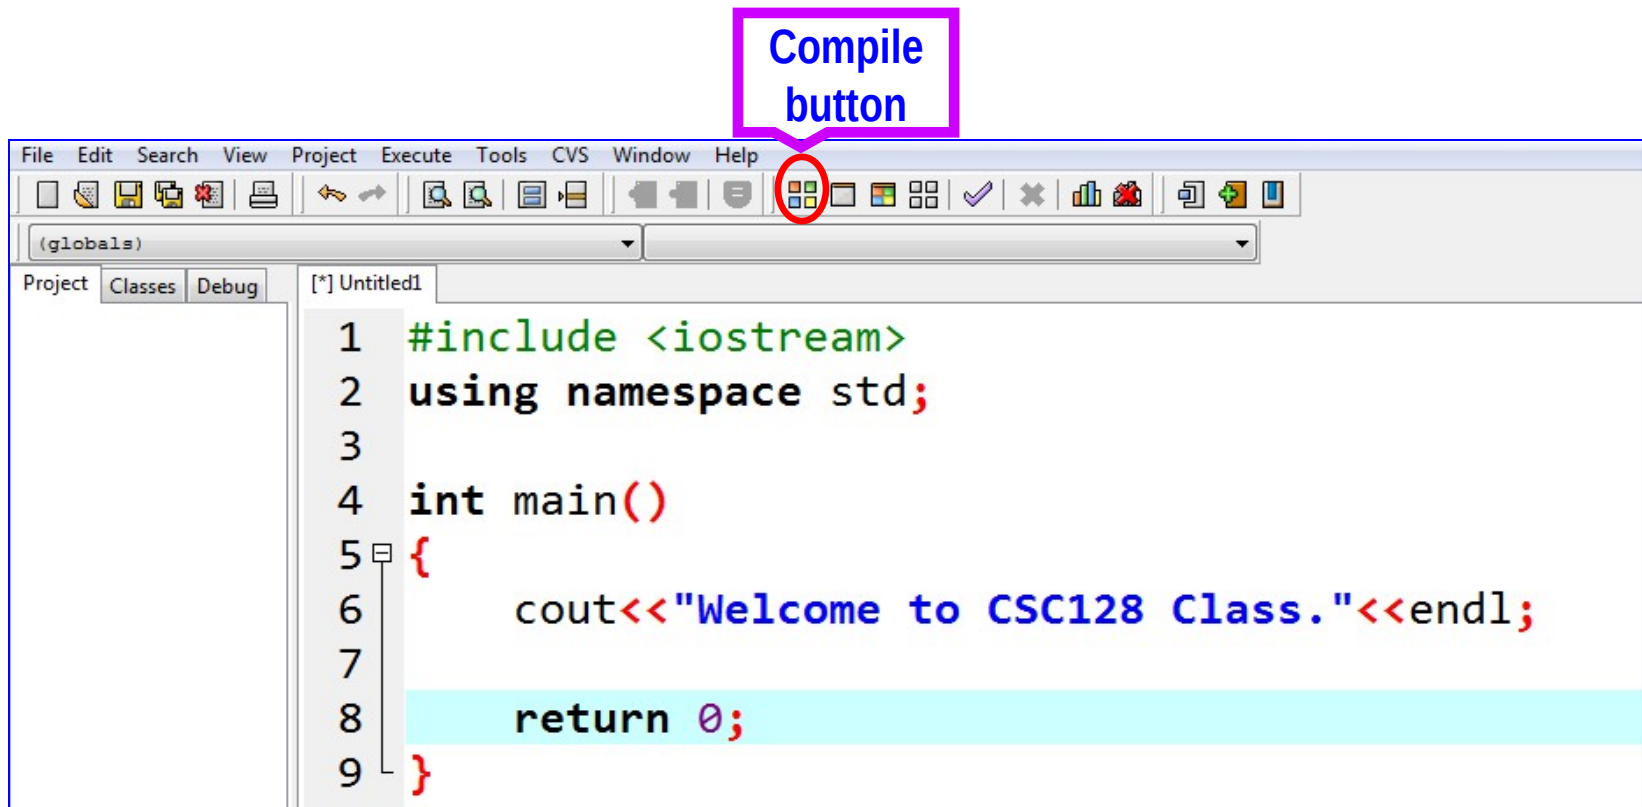 Compile
button
File Edit Search View Project Execute Tools CVS Window Help
(globals)
Project Classes Debug [*] Untitled1
1 #include <iostream>
2 using namespace std;
3
4 int main()
5 {
6 cout<<"Welcome to CSC128 Class."<<endl;
7
8 return 0;
9 }